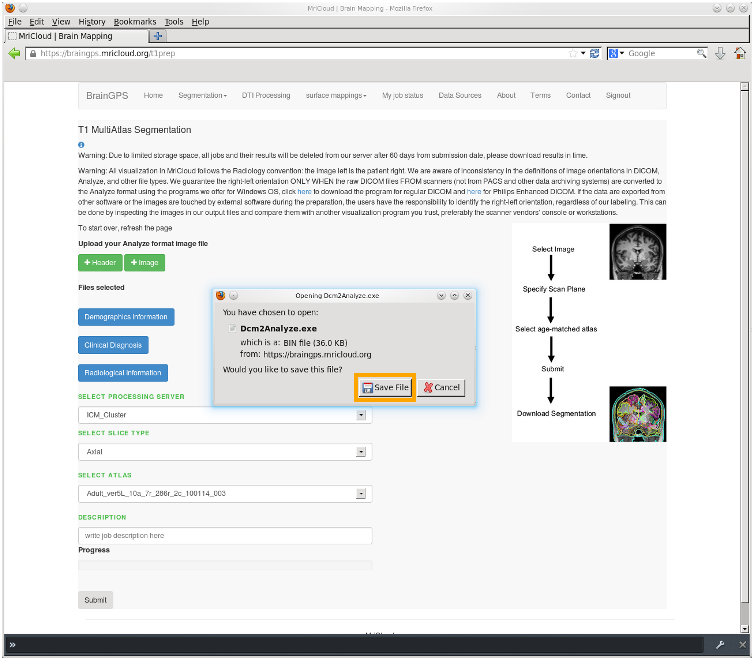 MriCloud | Brain Mapping - Mozilla Firefox
File Edit View History Bookmarks Tools Help
MriCloud | Brain Mapping
https://braingps.mricloud.org/t1prep
Google
BrainGPS Home Segmentation DTI Processing surface mappings My job status Data Sources About Terms Contact Signout
T1 MultiAtlas Segmentation
Warning: Due to limited storage space, all jobs and their results will be deleted from our server after 60 days from submission date, please download results in time.
Warning: All visualization in MriCloud follows the Radiology convention: the image left is the patient right. We are aware of inconsistency in the definitions of image orientations in DICOM,
Analyze, and other file types. We guarantee the right-left orientation ONLY WHEN the raw DICOM files FROM scanners (not from PACS and other data archiving systems) are converted to
the Analyze format using the programs we offer for Windows OS, click here to download the program for regular DICOM and here for Philips Enhanced DICOM. If the data are exported from
other software or the images are touched by external software during the preparation, the users have the responsibility to identify the right-left orientation, regardless of our labeling. This can
be done by inspecting the images in our output files and compare them with another visualization program you trust, preferably the scanner vendors' console or workstations.
To start over, refresh the page
Upload your Analyze format image file
+ Header + Image
Files selected
Demographics Information
Clinical Diagnosis
Radiological Information
SELECT PROCESSING SERVER
ICM_Cluster
SELECT SLICE TYPE
Axial
SELECT ATLAS
Adult_ver5L_10a_7r_286r_2c_100114_003
DESCRIPTION
write job description here
Progress
Submit
Select Image
Specify Scan Plane
Select age-matched atlas
Submit
Download Segmentation
Opening Dcm2Analyze.exe
You have chosen to open:
Dcm2Analyze.exe
which is a: BIN file (36.0 KB)
from: https://braingps.mricloud.org
Would you like to save this file?
Save File Cancel